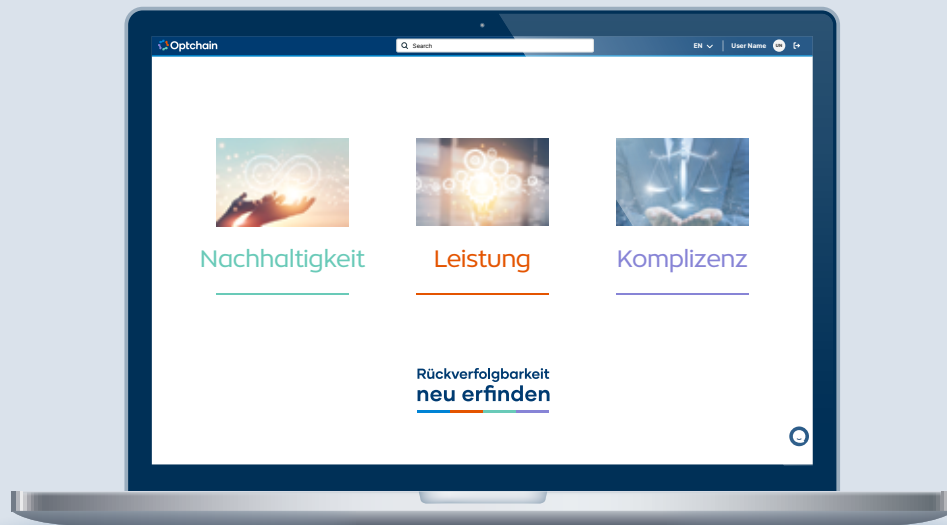 Optchain
Search
EN
User Name
UN
Nachhaltigkeit
Leistung
Komplizenz
Rückverfolgbarkeit
neu erfinden